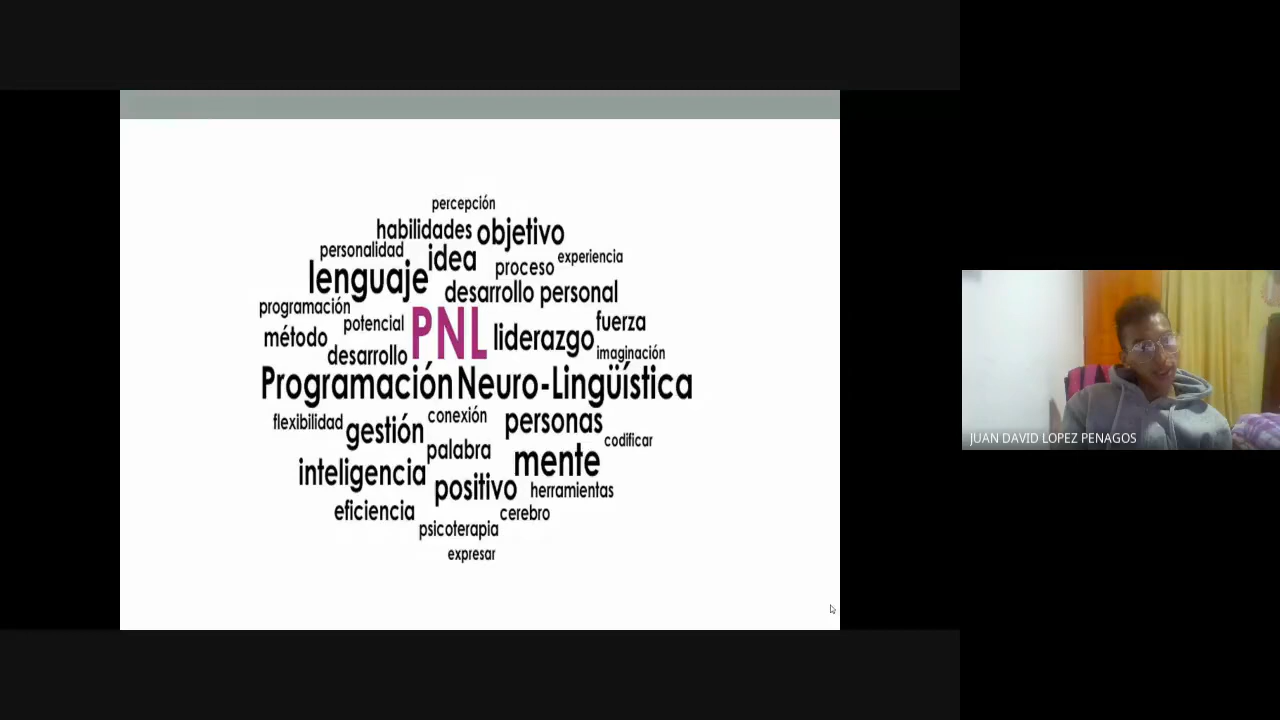 percepción
habilidades objetivo
personalidad idea proceso experiencia
lenguaje desarrollo personal
programación potencial PNL liderazgo fuerza
método desarrollo imaginación
Programación Neuro-Lingüística
flexibilidad gestión conexión personas codificar
palabra mente
inteligencia positivo herramientas
eficiencia psicoterapia cerebro
expresar
JUAN DAVID LOPEZ PENAGOS